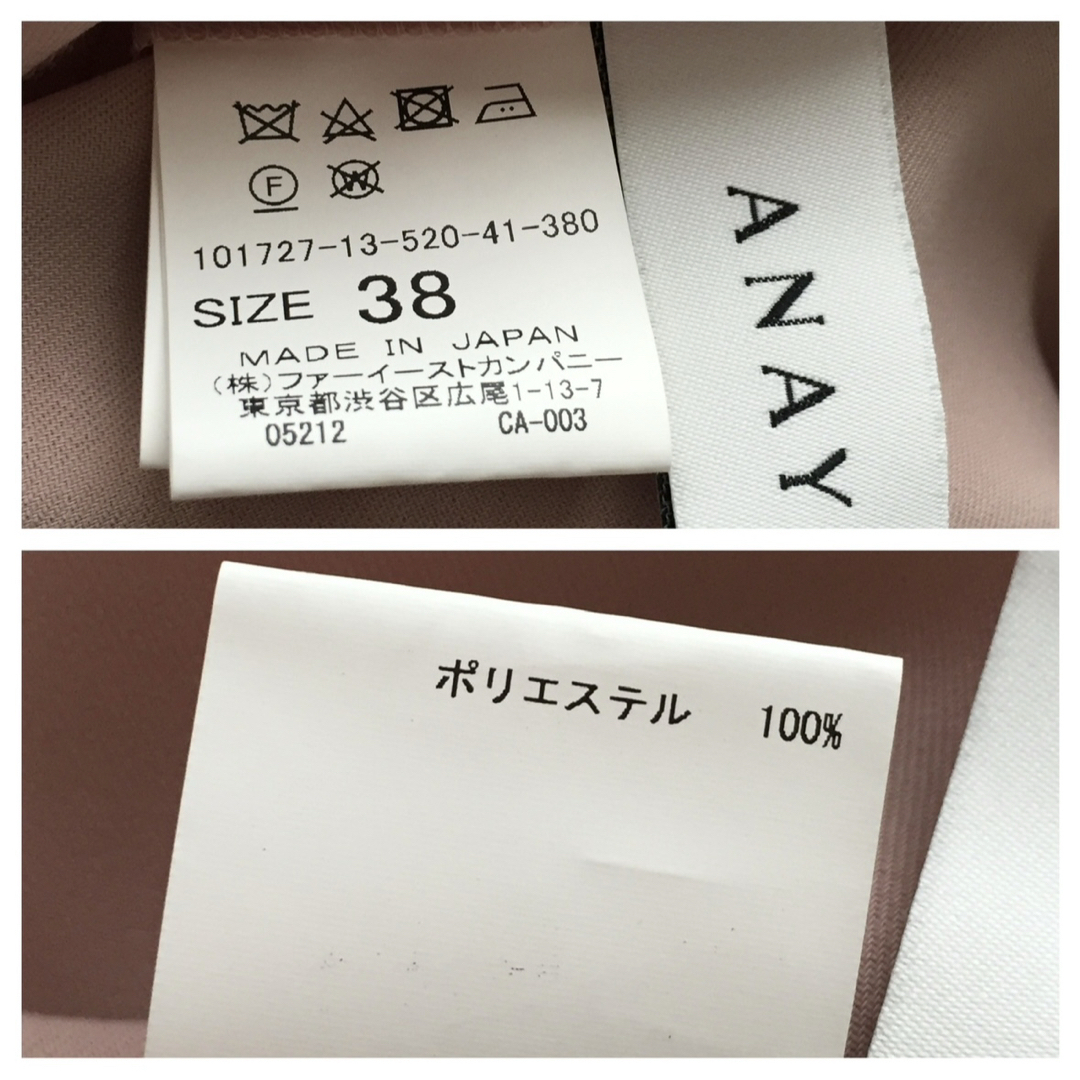 F
W
101727-13-520-41-380
SIZE 38
MADE IN JAPAN
(株)ファーイーストカンパニー
東京都渋谷区広尾1-13-7
05212 CA-003
ANAY
ポリエステル 100%